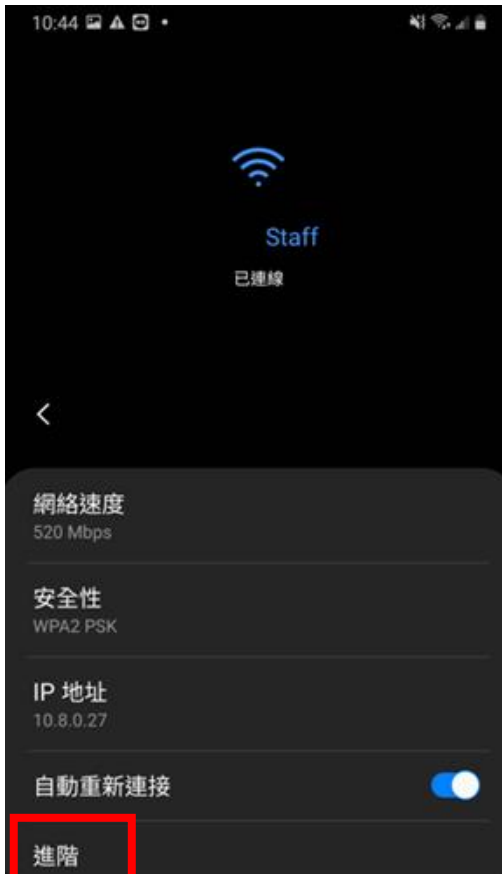 10:44
Staff
已連線
網絡速度
520 Mbps
安全性
WPA2 PSK
IP 地址
10.8.0.27
自動重新連接
進階